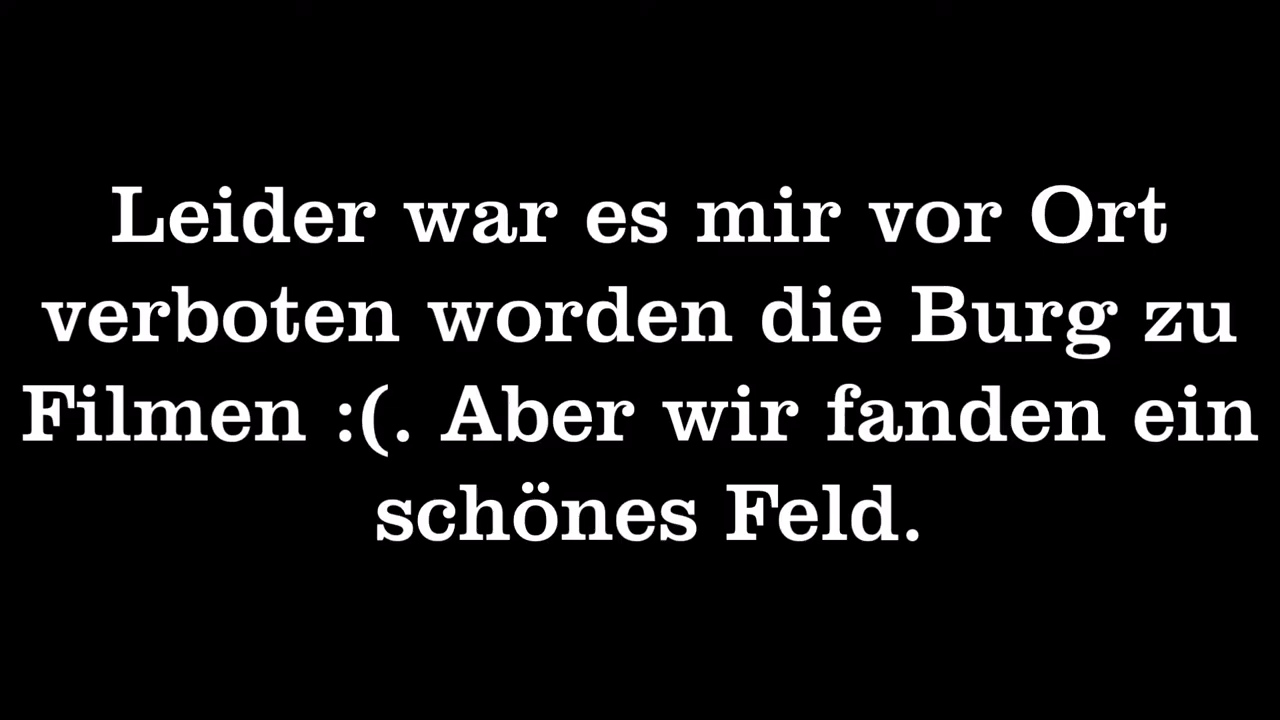 Leider war es mir vor Ort
verboten worden die Burg zu
Filmen :(. Aber wir fanden ein
schönes Feld.